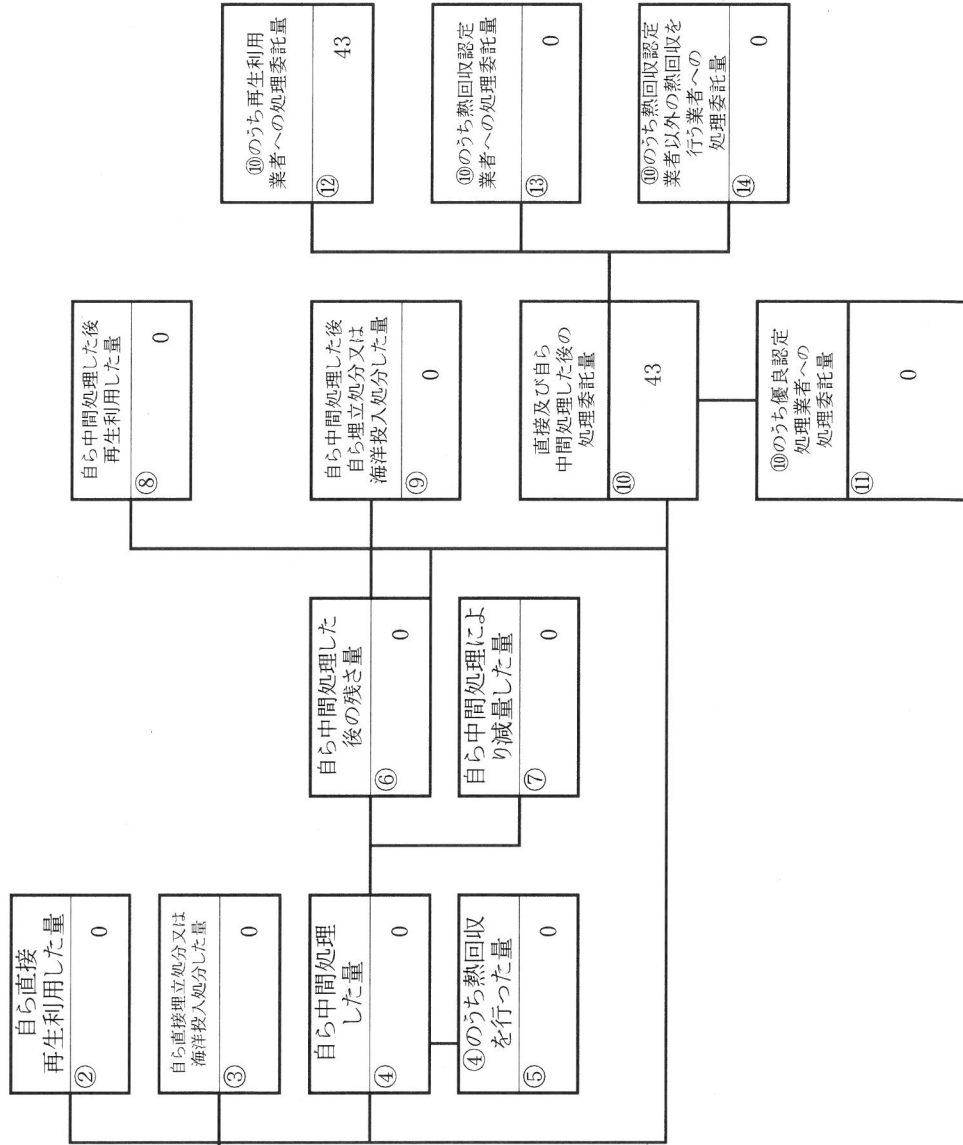 自ら直接
再生利用した量
②
0
自ら直接埋立処分又は
海洋投入処分した量
③
0
自ら中間処理
した量
④
0
④のうち熱回収
を行った量
⑤
0
自ら中間処理した
後の残さ量
⑥
0
自ら中間処理によ
り減量した量
⑦
0
自ら中間処理した後
再生利用した量
⑧
0
自ら中間処理した後
自ら埋立処分又は
海洋投入処分した量
⑨
0
直接及び自ら
中間処理した後の
処理委託量
⑩
43
⑩のうち優良認定
処理業者への
処理委託量
⑪
0
⑩のうち再生利用
業者への処理委託量
⑫
43
⑩のうち熱回収認定
業者への処理委託量
⑬
0
⑩のうち熱回収認定
業者以外の熱回収を
行う業者への
処理委託量
⑭
0